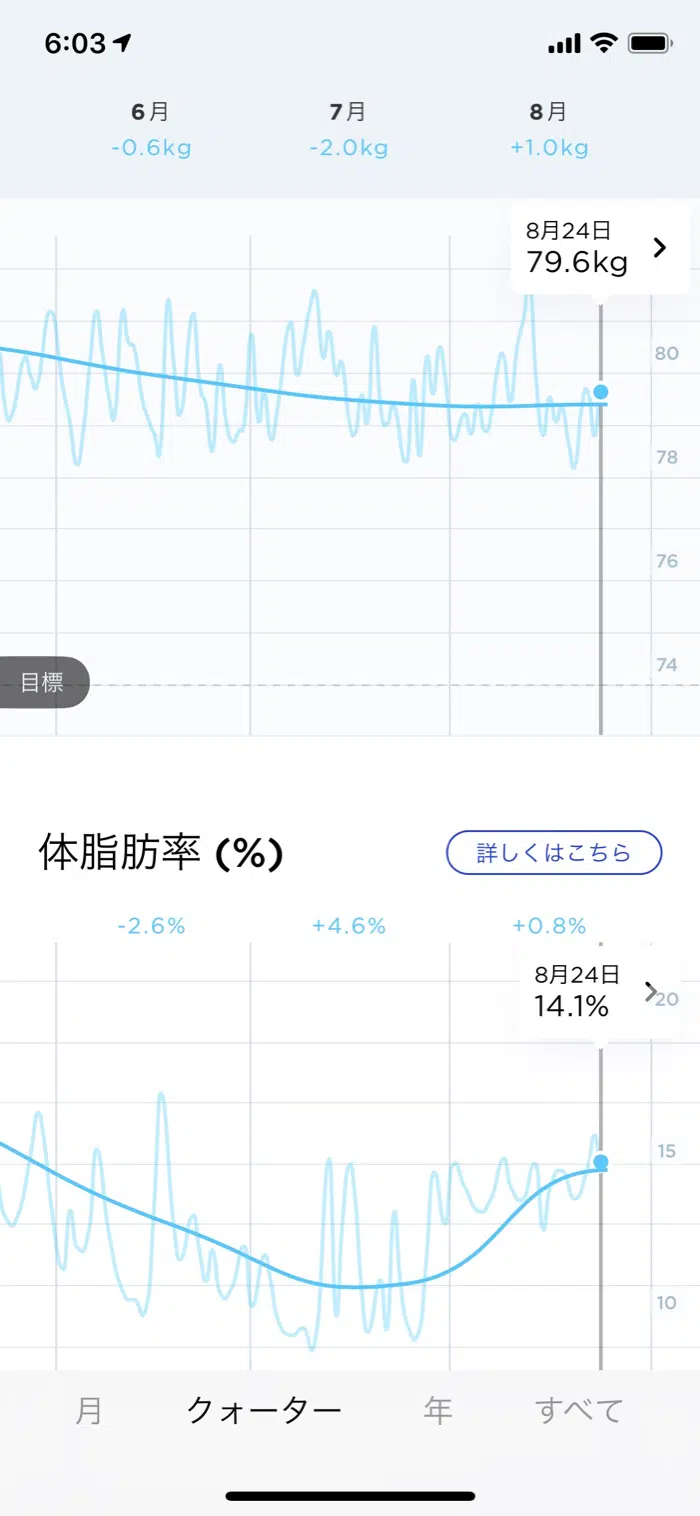 6:03
6月 7月 8月
-0.6kg -2.0kg +1.0kg
8月24日
79.6kg
80
78
76
74
目標
体脂肪率 (%)
詳しくはこちら
-2.6% +4.6% +0.8%
8月24日
14.1%
20
15
10
月 クォーター 年 すべて